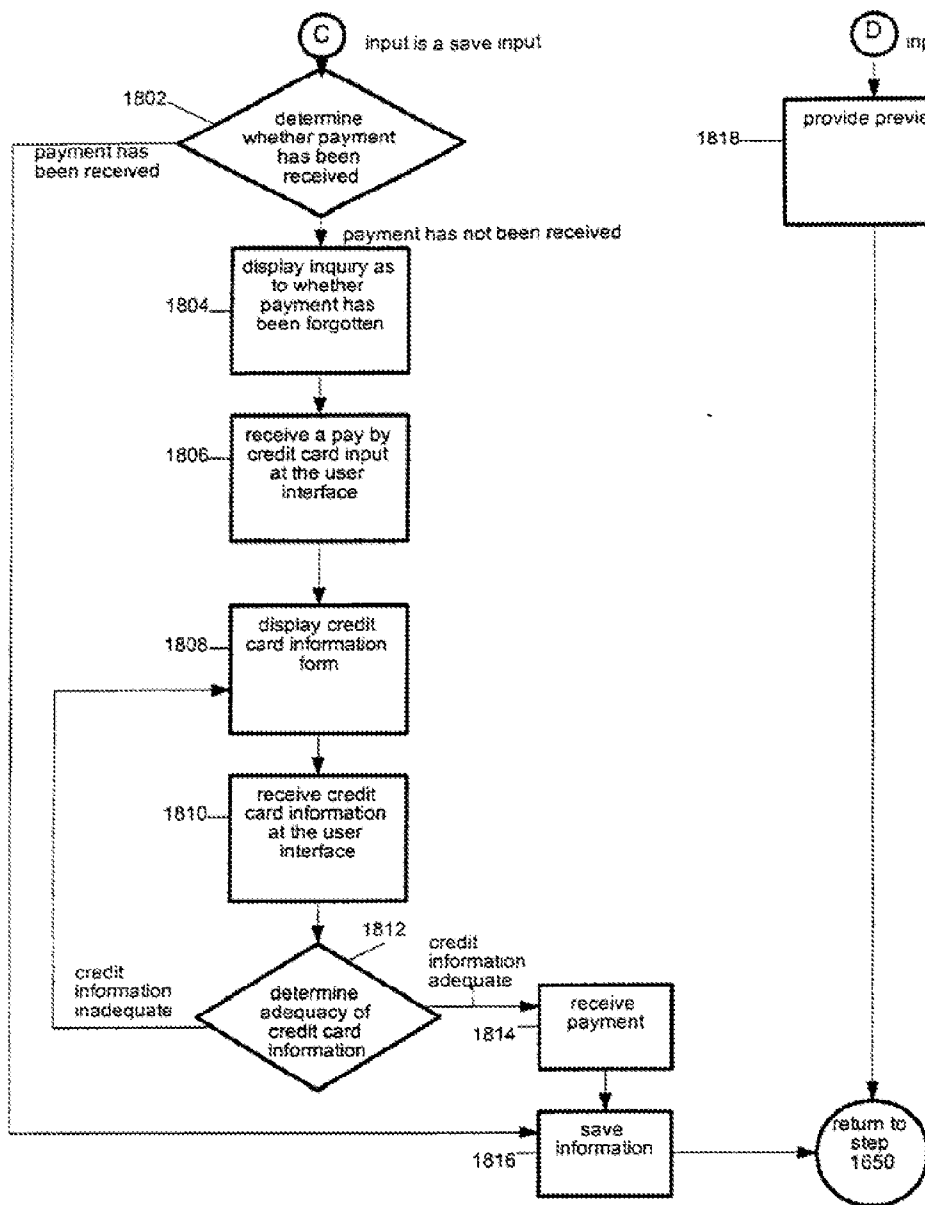 C
input is a save input
D
1802
determine
whether payment
has been
received
payment has
been received
1818
payment has not been received
display inquiry as
to whether
payment has
been forgotten
1804
receive a pay by
credit card input
at the user
interface
1806
display credit
card information
form
1808
receive credit
card information
at the user
interface
1810
1812
credit
information
inadequate
credit
information
adequate
determine
adequacy of
credit card
information
receive
payment
1814
save
information
1816
return to
step
1650
provide